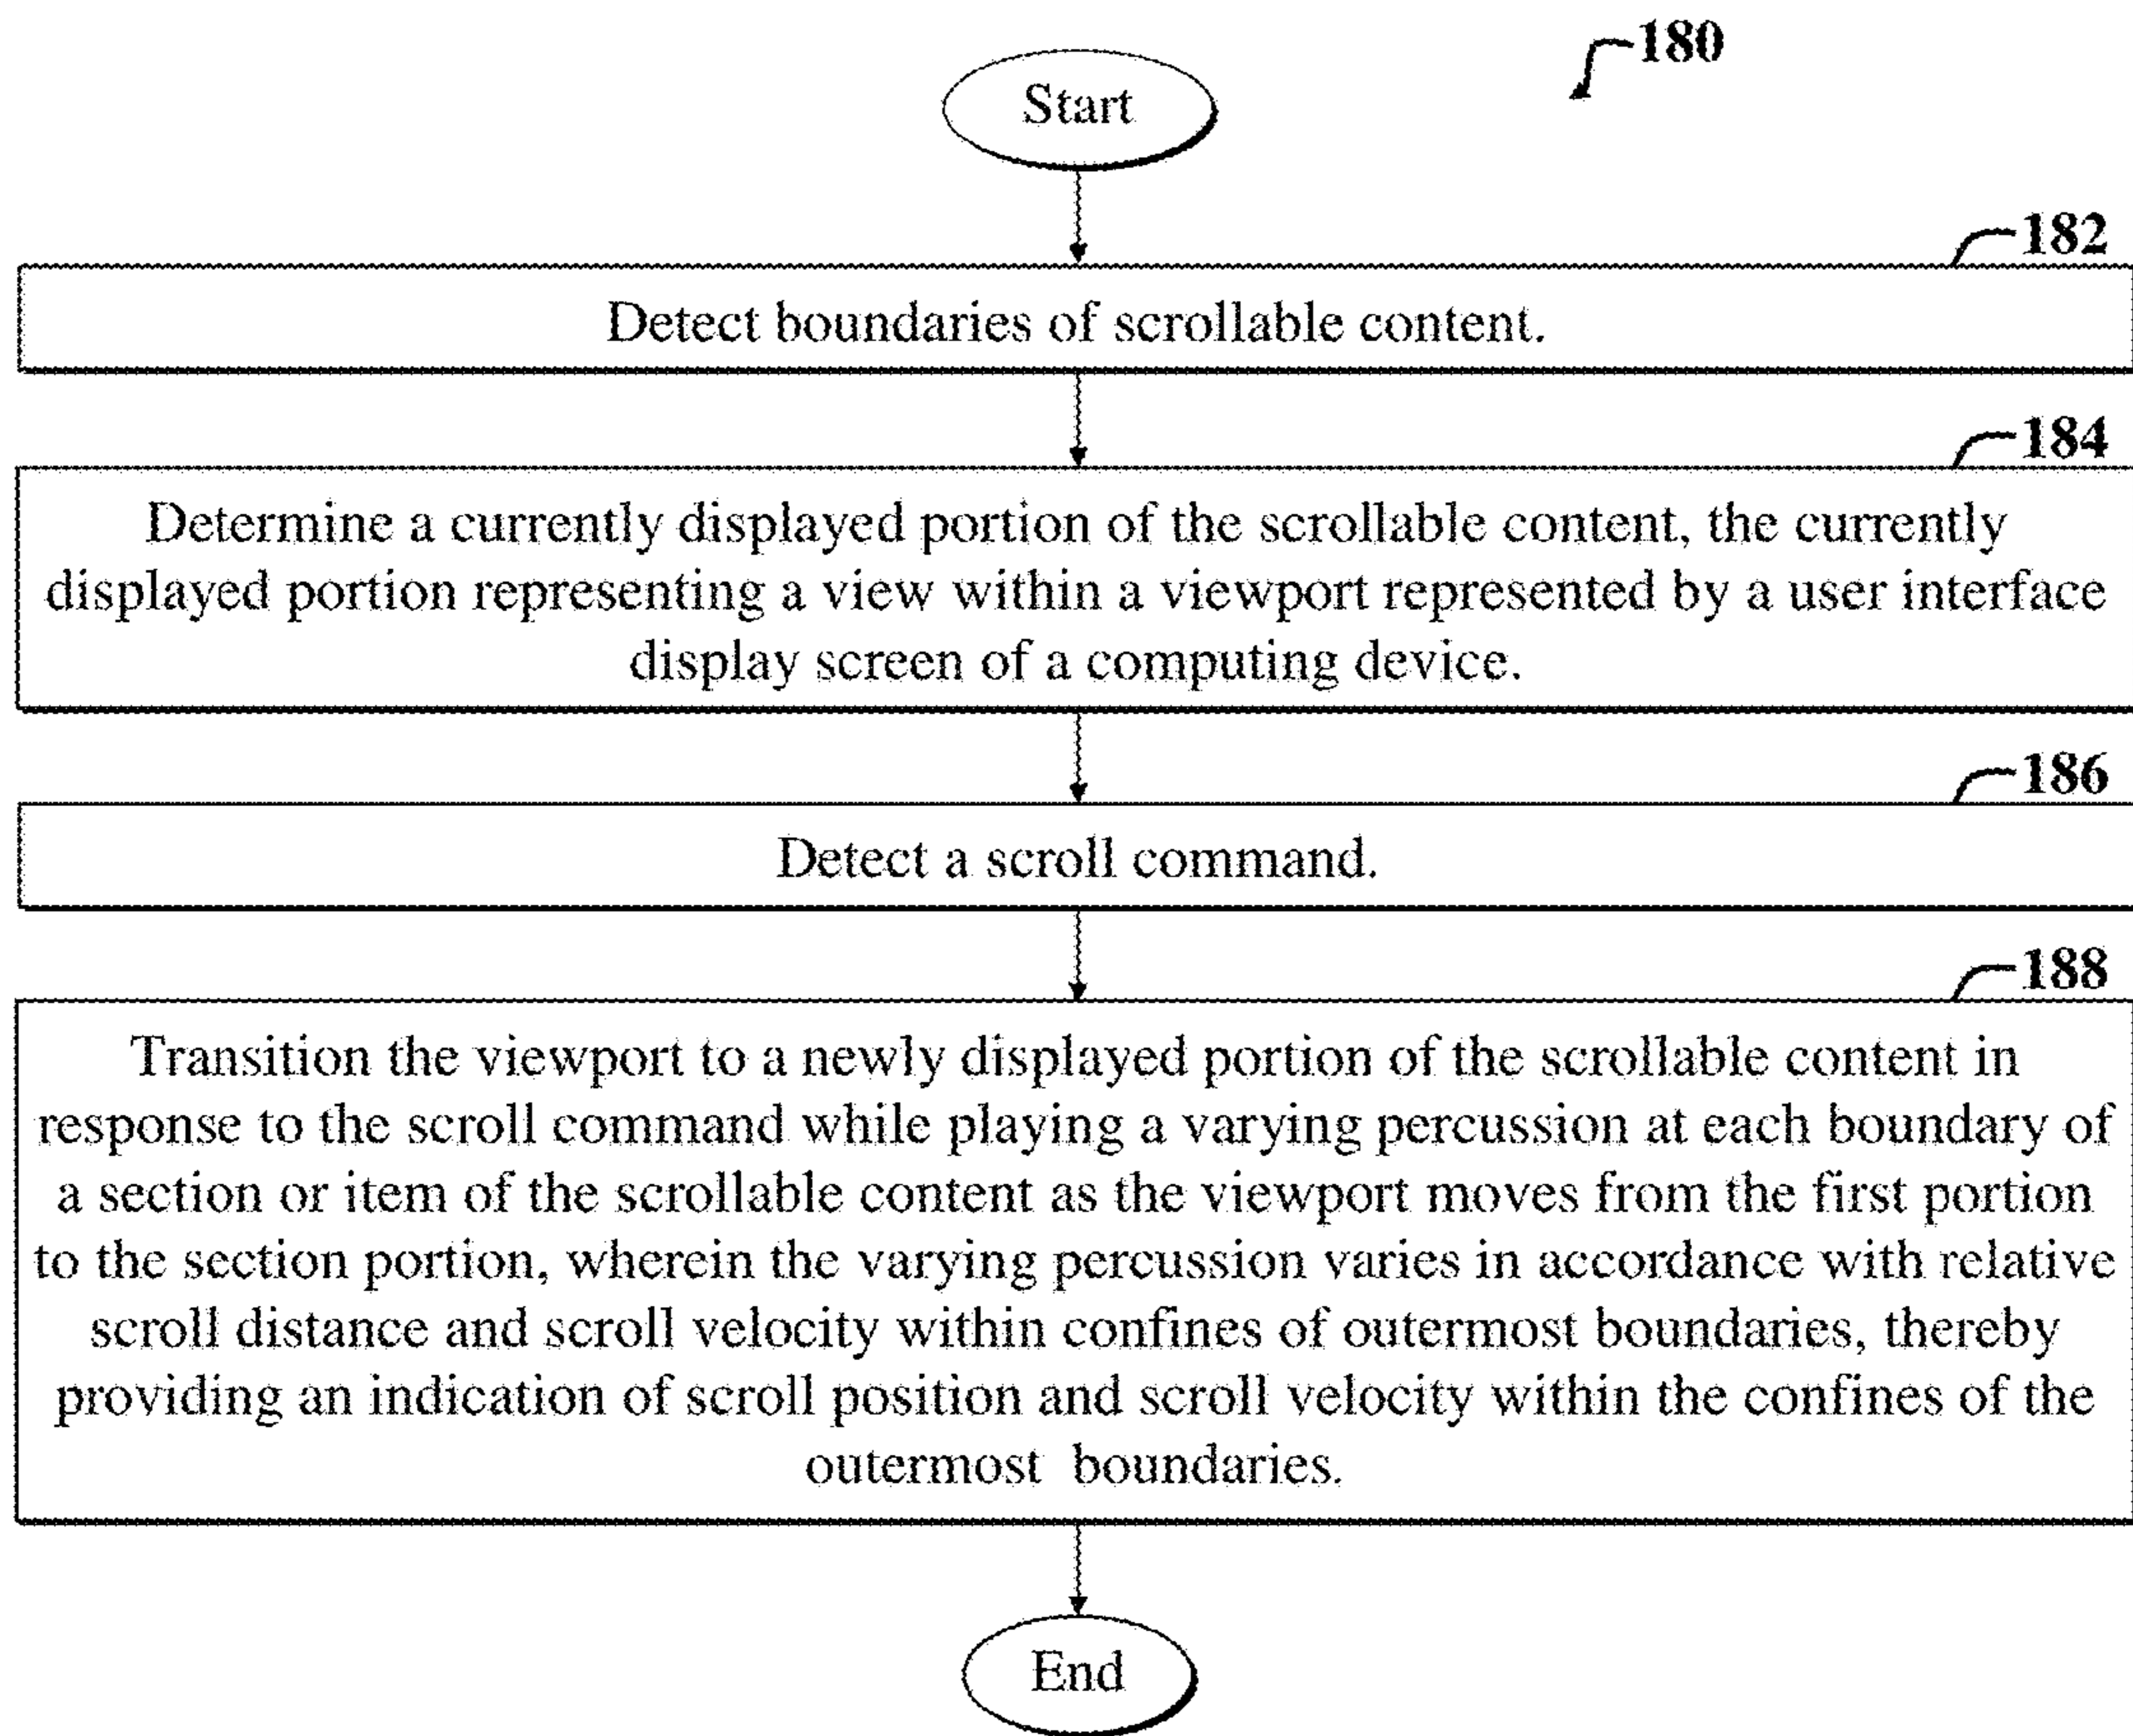 180
Start
182
Detect boundaries of scrollable content.
184
Determine a currently displayed portion of the scrollable content, the currently
displayed portion representing a view within a viewport represented by a user interface
display screen of a computing device.
186
Detect a scroll command.
188
Transition the viewport to a newly displayed portion of the scrollable content in
response to the scroll command while playing a varying percussion at each boundary of
a section or item of the scrollable content as the viewport moves from the first portion
to the section portion, wherein the varying percussion varies in accordance with relative
scroll distance and scroll velocity within confines of outermost boundaries, thereby
providing an indication of scroll position and scroll velocity within the confines of the
outermost boundaries.
End